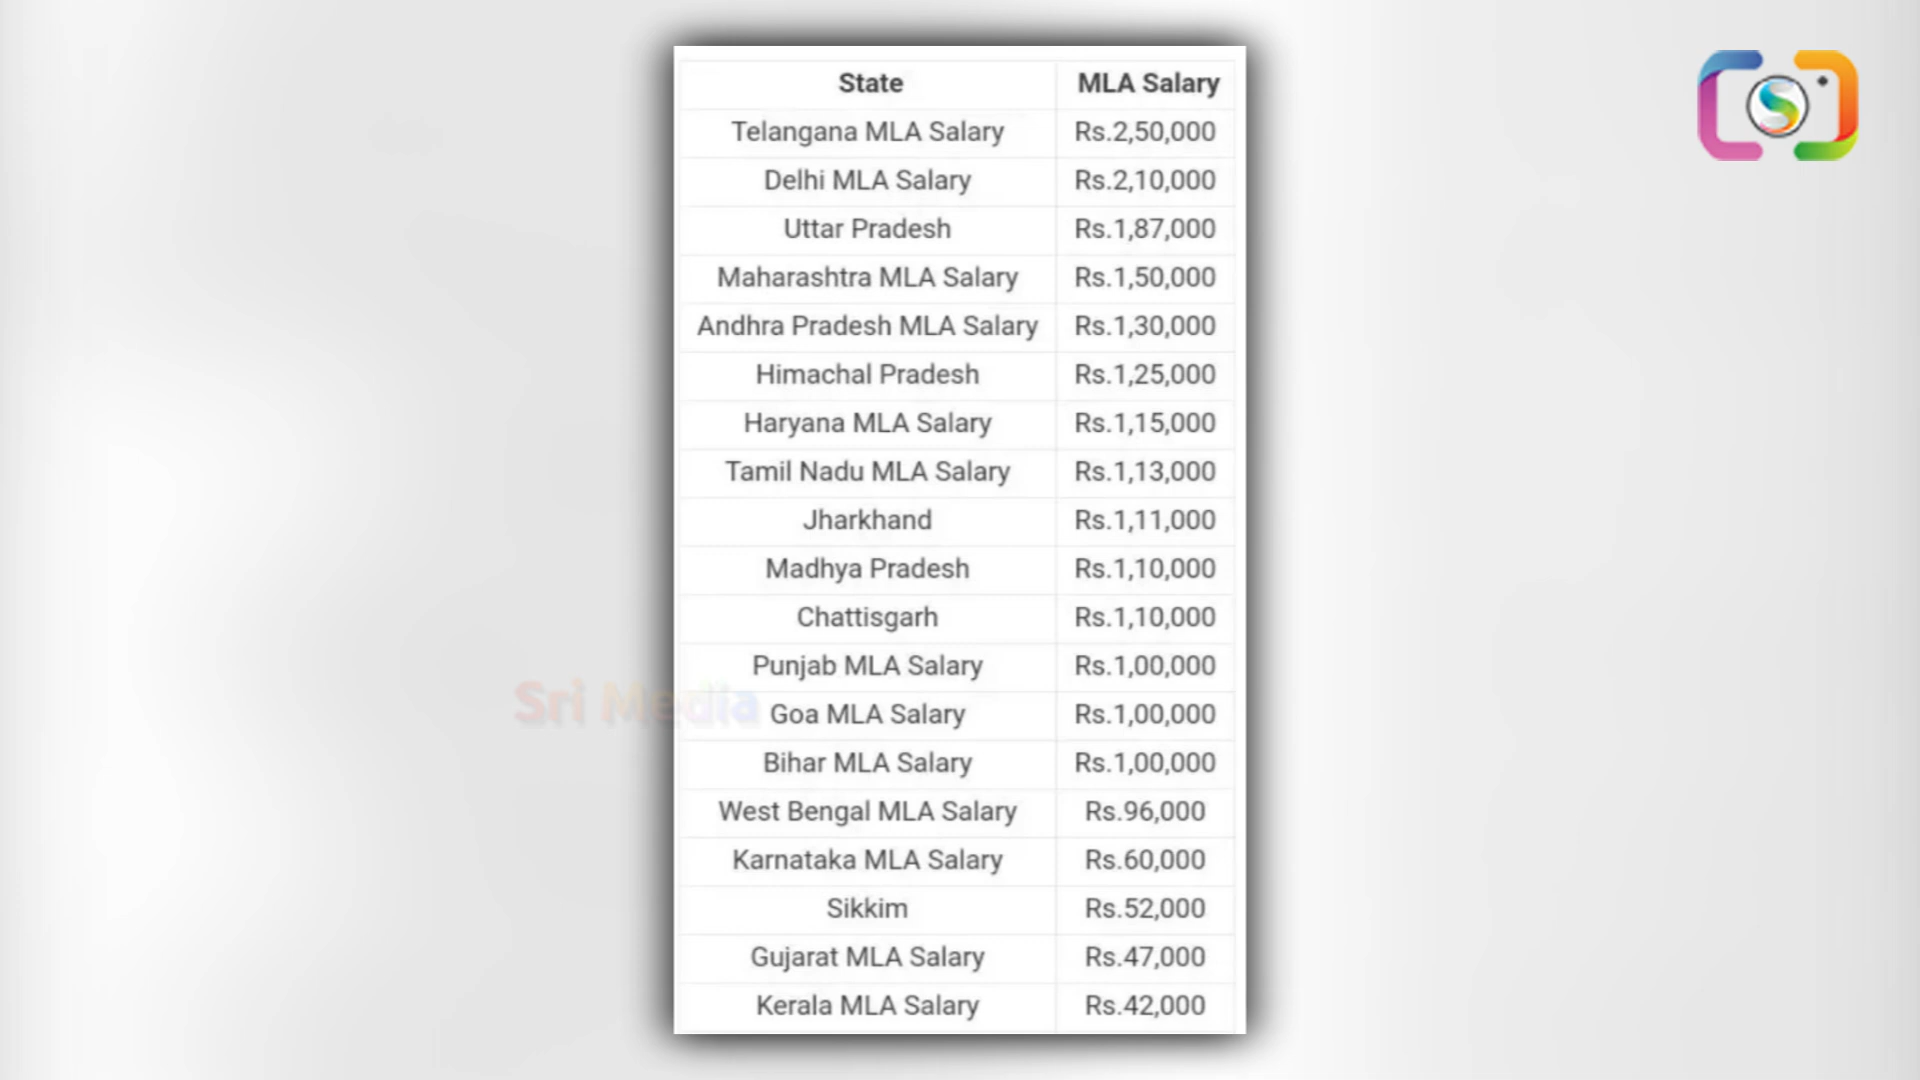 State MLA Salary
Telangana MLA Salary Rs.2,50,000
Delhi MLA Salary Rs.2,10,000
Uttar Pradesh Rs.1,87,000
Maharashtra MLA Salary Rs.1,50,000
Andhra Pradesh MLA Salary Rs.1,30,000
Himachal Pradesh Rs.1,25,000
Haryana MLA Salary Rs.1,15,000
Tamil Nadu MLA Salary Rs.1,13,000
Jharkhand Rs.1,11,000
Madhya Pradesh Rs.1,10,000
Chattisgarh Rs.1,10,000
Punjab MLA Salary Rs.1,00,000
Sri Media
Goa MLA Salary Rs.1,00,000
Bihar MLA Salary Rs.1,00,000
West Bengal MLA Salary Rs.96,000
Karnataka MLA Salary Rs.60,000
Sikkim Rs.52,000
Gujarat MLA Salary Rs.47,000
Kerala MLA Salary Rs.42,000